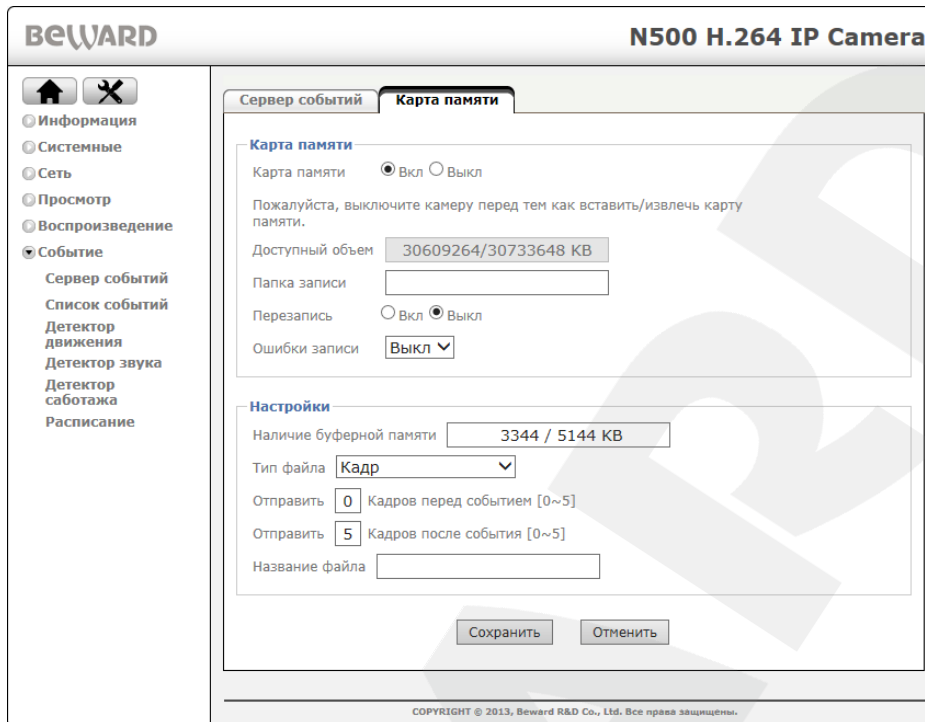 BEWARD
N500 H.264 IP Camera
Информация
Системные
Сеть
Просмотр
Воспроизведение
Событие
Сервер событий
Список событий
Детектор
движения
Детектор звука
Детектор
саботажа
Расписание
Сервер событий
Карта памяти
Карта памяти
Карта памяти Вкл Выкл
Пожалуйста, выключите камеру перед тем как вставить/извлечь карту
памяти.
Доступный объем 30609264/30733648 KB
Папка записи
Перезапись Вкл Выкл
Ошибки записи Выкл
Настройки
Наличие буферной памяти 3344 / 5144 KB
Тип файла Кадр
Отправить 0 Кадров перед событием [0~5]
Отправить 5 Кадров после события [0~5]
Название файла
Сохранить Отменить
COPYRIGHT © 2013, Beward R&D Co., Ltd. Все права защищены.